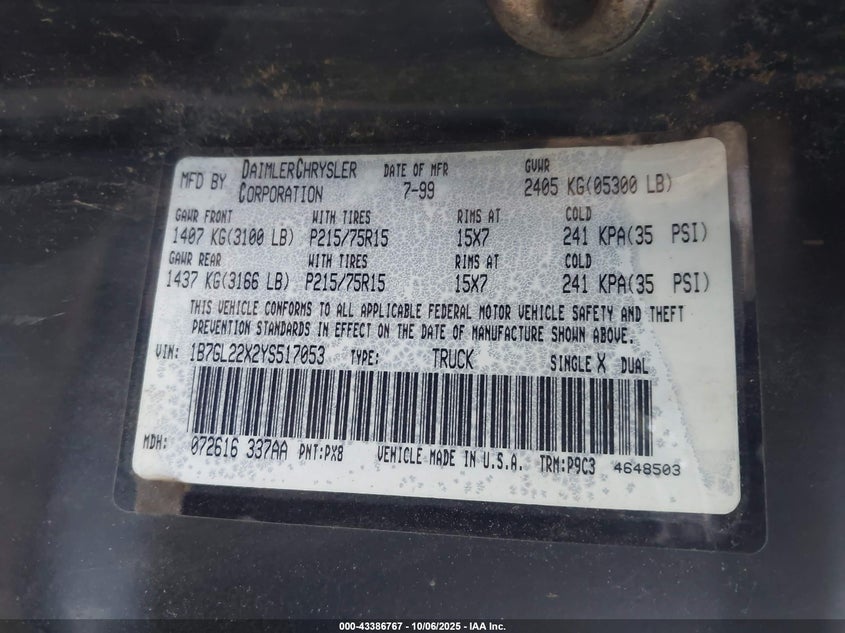 MFD BY DAIMLERCHRYSLER CORPORATION DATE OF MFR 7-99 GVWR 2405 KG(05300 LB)
GAWR FRONT WITH TIRES RIMS AT COLD
1407 KG(3100 LB) P215/75R15 15X7 241 KPA(35 PSI)
GAWR REAR WITH TIRES RIMS AT COLD
1437 KG(3166 LB) P215/75R15 15X7 241 KPA(35 PSI)
THIS VEHICLE CONFORMS TO ALL APPLICABLE FEDERAL MOTOR VEHICLE SAFETY AND THEFT
PREVENTION STANDARDS IN EFFECT ON THE DATE OF MANUFACTURE SHOWN ABOVE.
VIN: 1B7GL22X2YS517053 TYPE: TRUCK SINGLE X DUAL
MDH: 072616 337AA PNT:PX8 VEHICLE MADE IN U.S.A. TRM:P9C3 4648503
000-43386767 - 10/06/2025 - IAA Inc.